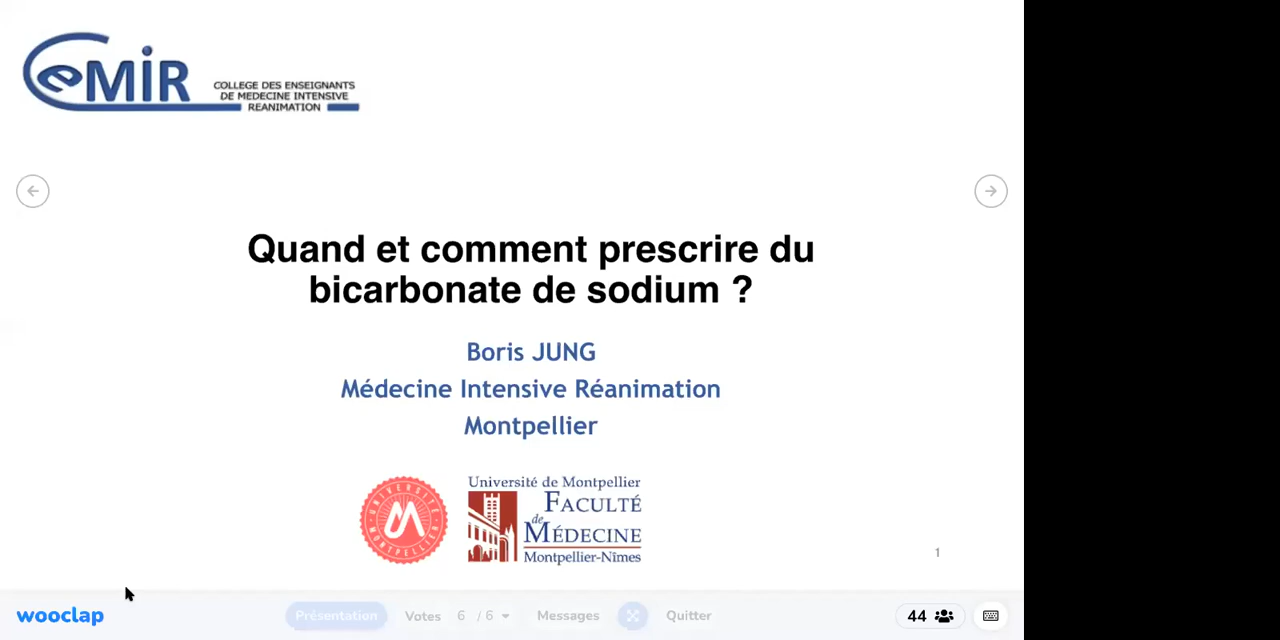 CeMIR
COLLEGE DES ENSEIGNANTS
DE MEDECINE INTENSIVE
REANIMATION
Quand et comment prescrire du
bicarbonate de sodium ?
Boris JUNG
Médecine Intensive Réanimation
Montpellier
UNIVERSITÉ MONTPELLIER
Université de Montpellier
FACULTÉ
de
MÉDECINE
Montpellier-Nîmes
1
wooclap
Présentation
Votes
6 / 6
Messages
Quitter
44